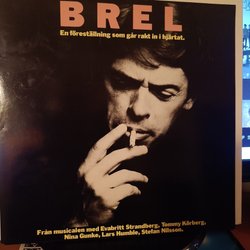 BREL
En föreställning som går rakt in i hjärtat.
Från musicalen med Evabritt Strandberg, Tommy Körberg,
Nina Gunke, Lars Humble, Stefan Nilsson.